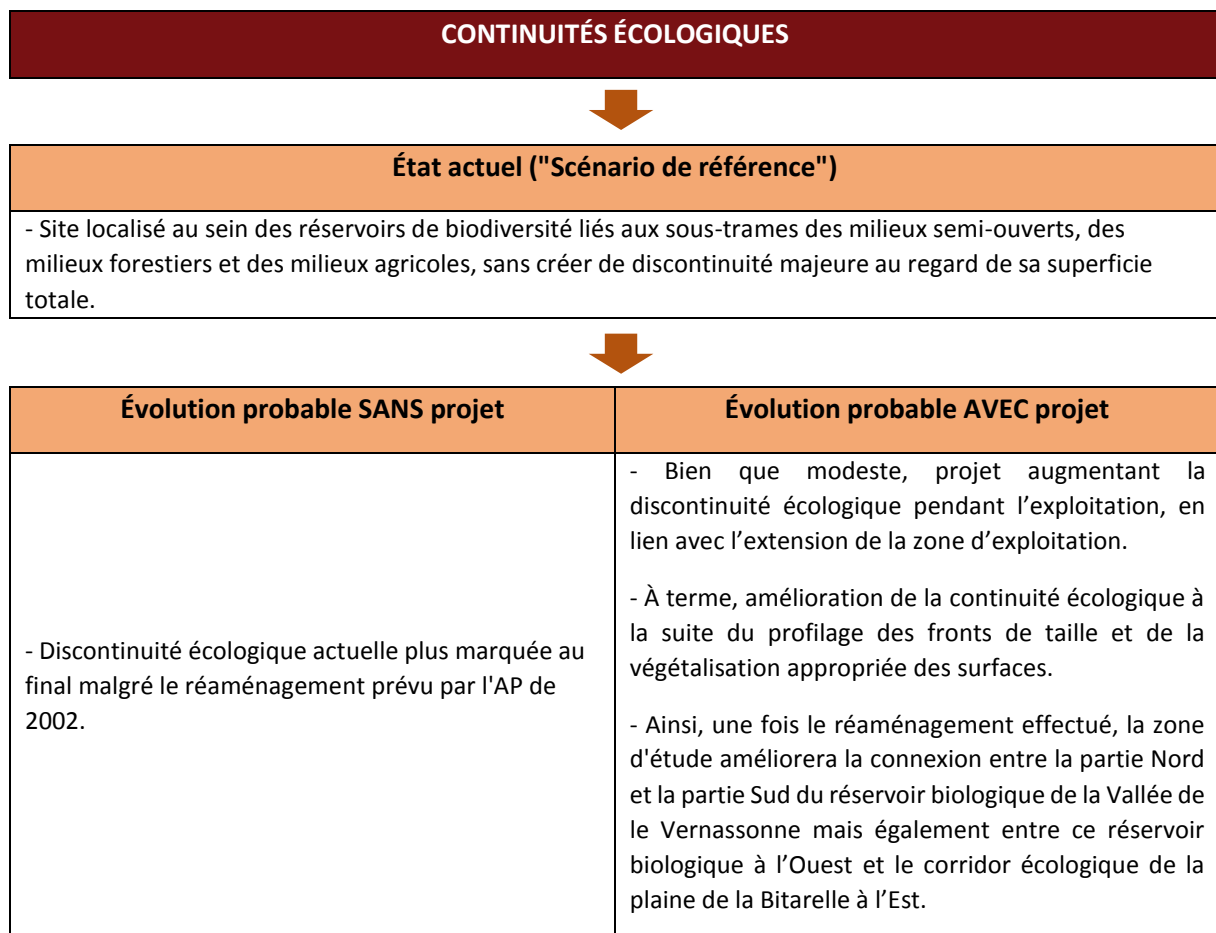 CONTINUITÉS ÉCOLOGIQUES
État actuel ("Scénario de référence")
- Site localisé au sein des réservoirs de biodiversité liés aux sous-trames des milieux semi-ouverts, des
milieux forestiers et des milieux agricoles, sans créer de discontinuité majeure au regard de sa superficie
totale.
Évolution probable SANS projet
- Discontinuité écologique actuelle plus marquée au
final malgré le réaménagement prévu par l'AP de
2002.
Évolution probable AVEC projet
- Bien que modeste, projet augmentant la
discontinuité écologique pendant l’exploitation, en
lien avec l’extension de la zone d’exploitation.
- À terme, amélioration de la continuité écologique à
la suite du profilage des fronts de taille et de la
végétalisation appropriée des surfaces.
- Ainsi, une fois le réaménagement effectué, la zone
d'étude améliorera la connexion entre la partie Nord
et la partie Sud du réservoir biologique de la Vallée de
le Vernassonne mais également entre ce réservoir
biologique à l’Ouest et le corridor écologique de la
plaine de la Bitarelle à l’Est.